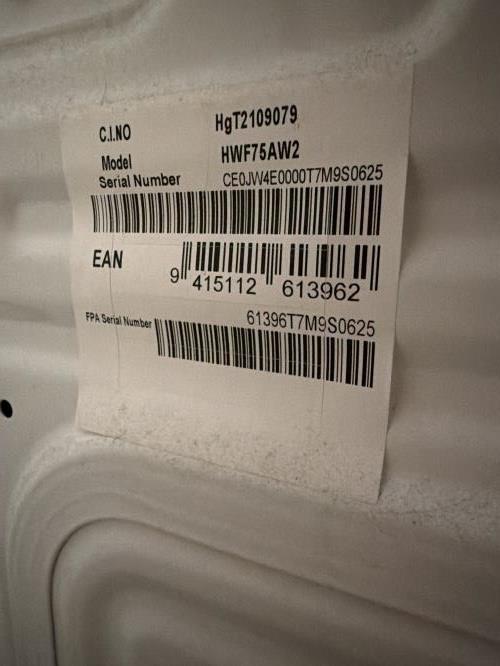 C.I.NO HgT2109079
Model HWF75AW2
Serial Number CE0JW4E0000T7M9S0625
EAN
9 415112 613962
FPA Serial Number 61396T7M9S0625